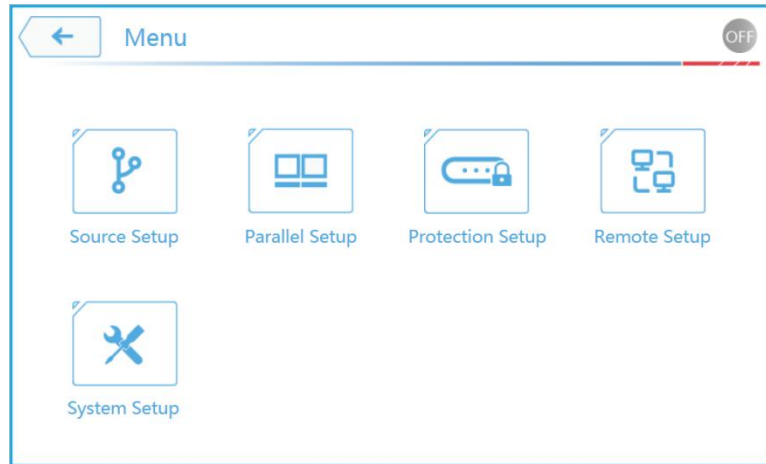 Menu
OFF
Source Setup
Parallel Setup
Protection Setup
Remote Setup
System Setup